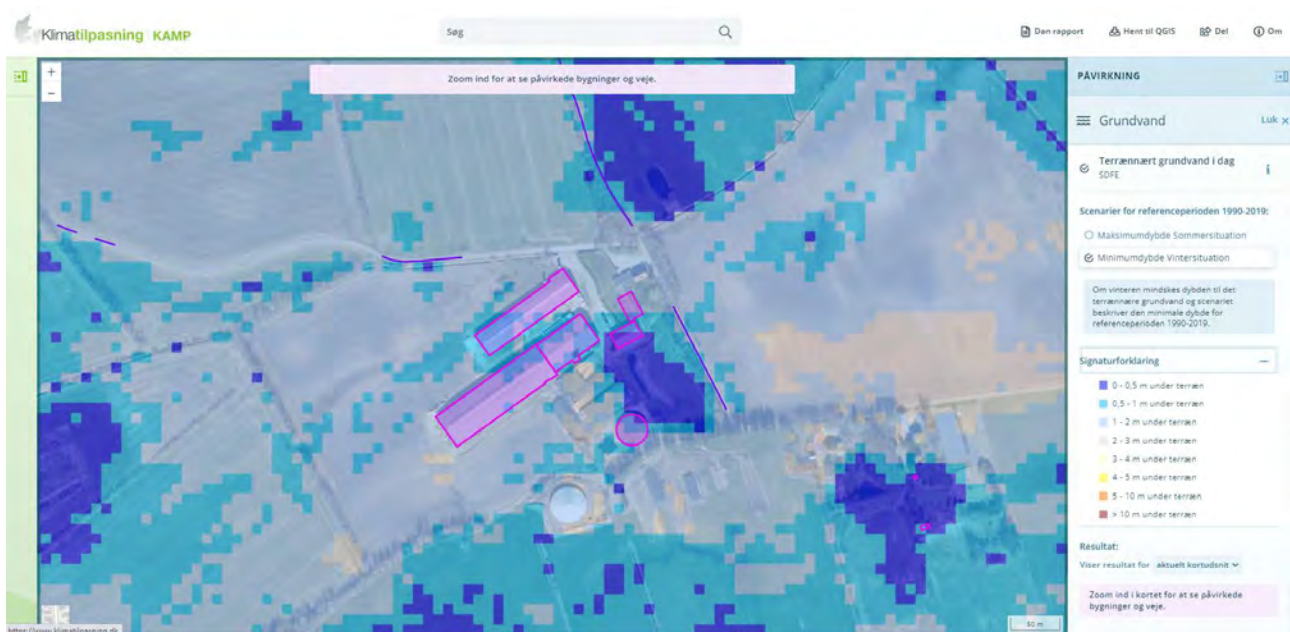 Klimatilpasning KAMP
Søg
Dan rapport
Hent til QGIS
Del
Om
+
−
Zoom ind for at se påvirkede bygninger og veje.
PÅVIRKNING
Grundvand
Luk ×
Terrænnært grundvand i dag
SDFE
i
Scenarier for referenceperioden 1990-2019:
Maksimumdybde Sommersituation
Minimumdybde Vintersituation
Om vinteren mindskes dybden til det
terrænnære grundvand og scenariet
beskriver den minimale dybde for
referenceperioden 1990-2019.
Signaturforklaring
0 - 0,5 m under terræn
0,5 - 1 m under terræn
1 - 2 m under terræn
2 - 3 m under terræn
3 - 4 m under terræn
4 - 5 m under terræn
5 - 10 m under terræn
> 10 m under terræn
Resultat:
Viser resultat for aktuelt kortudsnit
Zoom ind i kortet for at se påvirkede
bygninger og veje.
50 m
https://www.klimatilpasning.dk